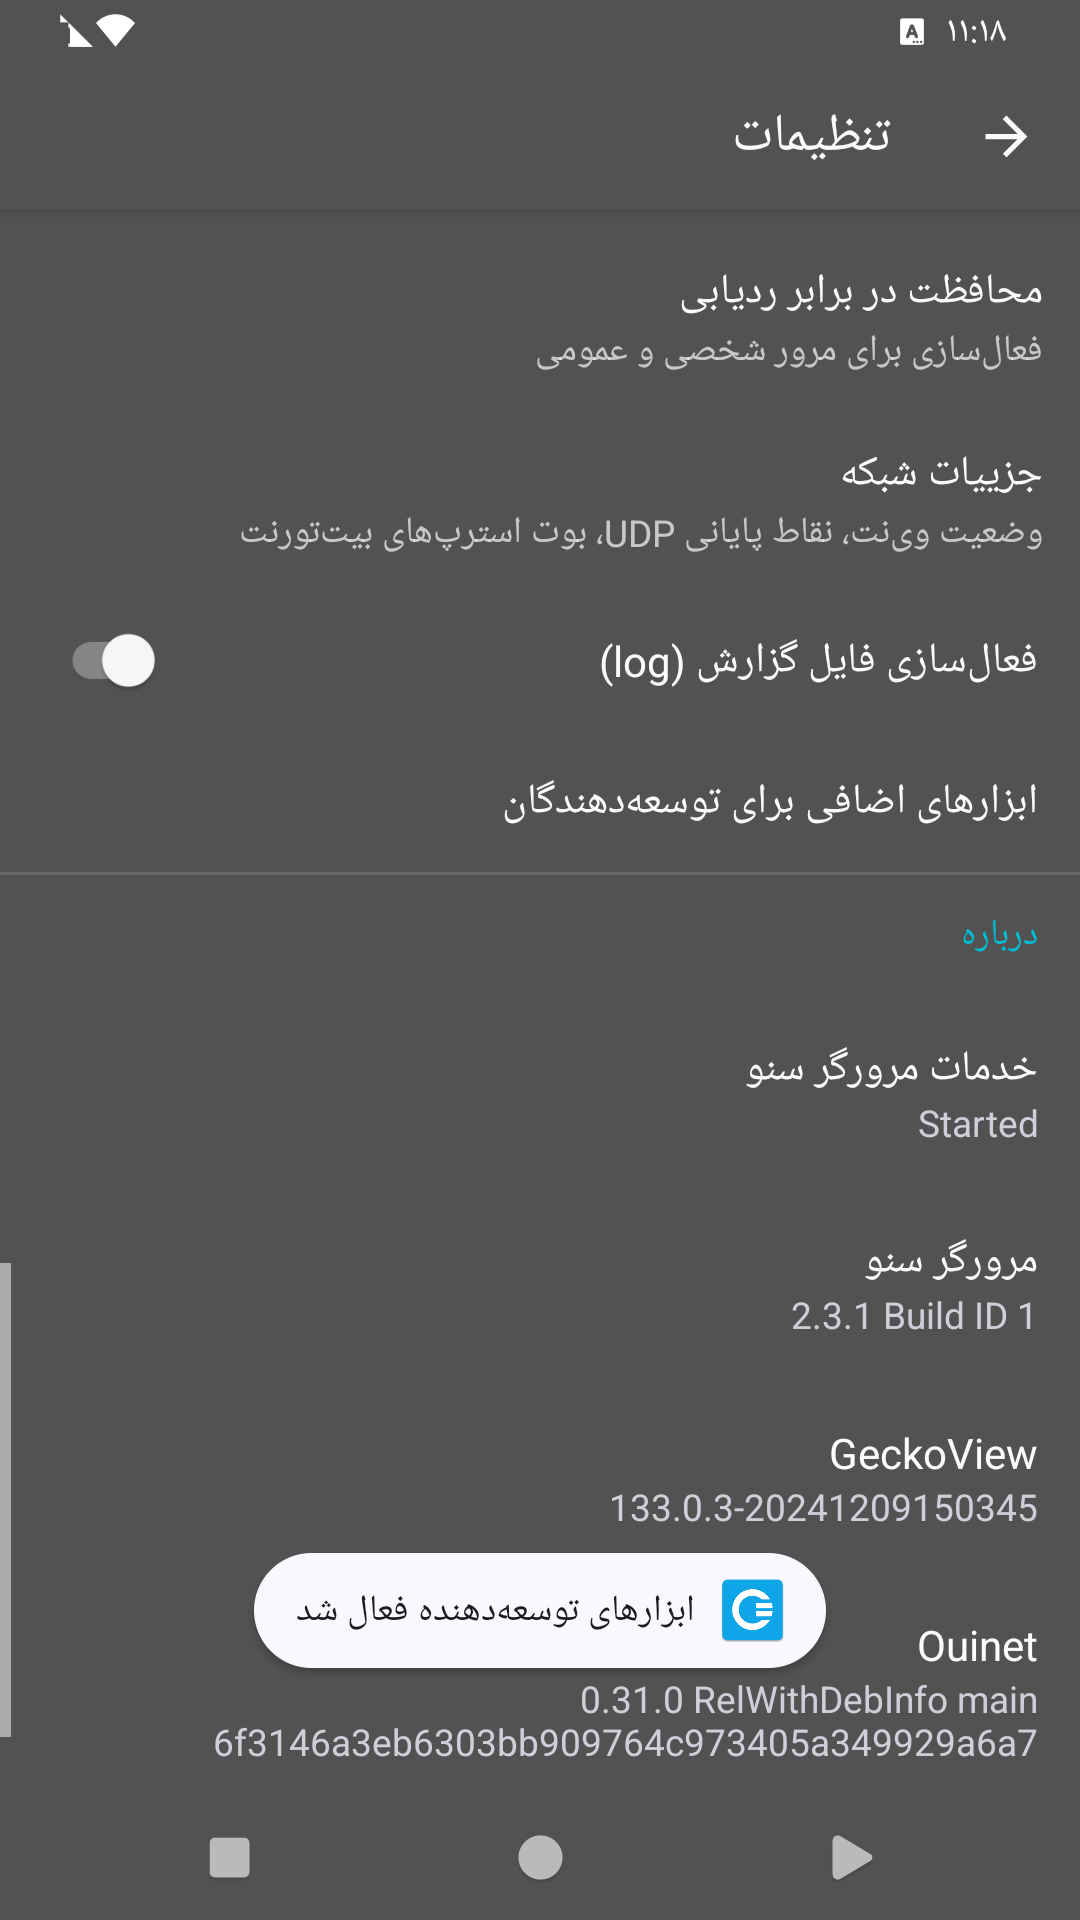 ۱۱:۱۸
تنظیمات
محافظت در برابر ردیابی
فعال‌سازی برای مرور شخصی و عمومی
جزییات شبکه
وضعیت وی‌نت، نقاط پایانی UDP، بوت استرپ‌های بیت‌تورنت
فعال‌سازی فایل گزارش (log)
ابزارهای اضافی برای توسعه‌دهندگان
درباره
خدمات مرورگر سنو
Started
مرورگر سنو
2.3.1 Build ID 1
GeckoView
133.0.3-20241209150345
ابزارهای توسعه‌دهنده فعال شد
Ouinet
0.31.0 RelWithDebInfo main
6f3146a3eb6303bb909764c973405a349929a6a7